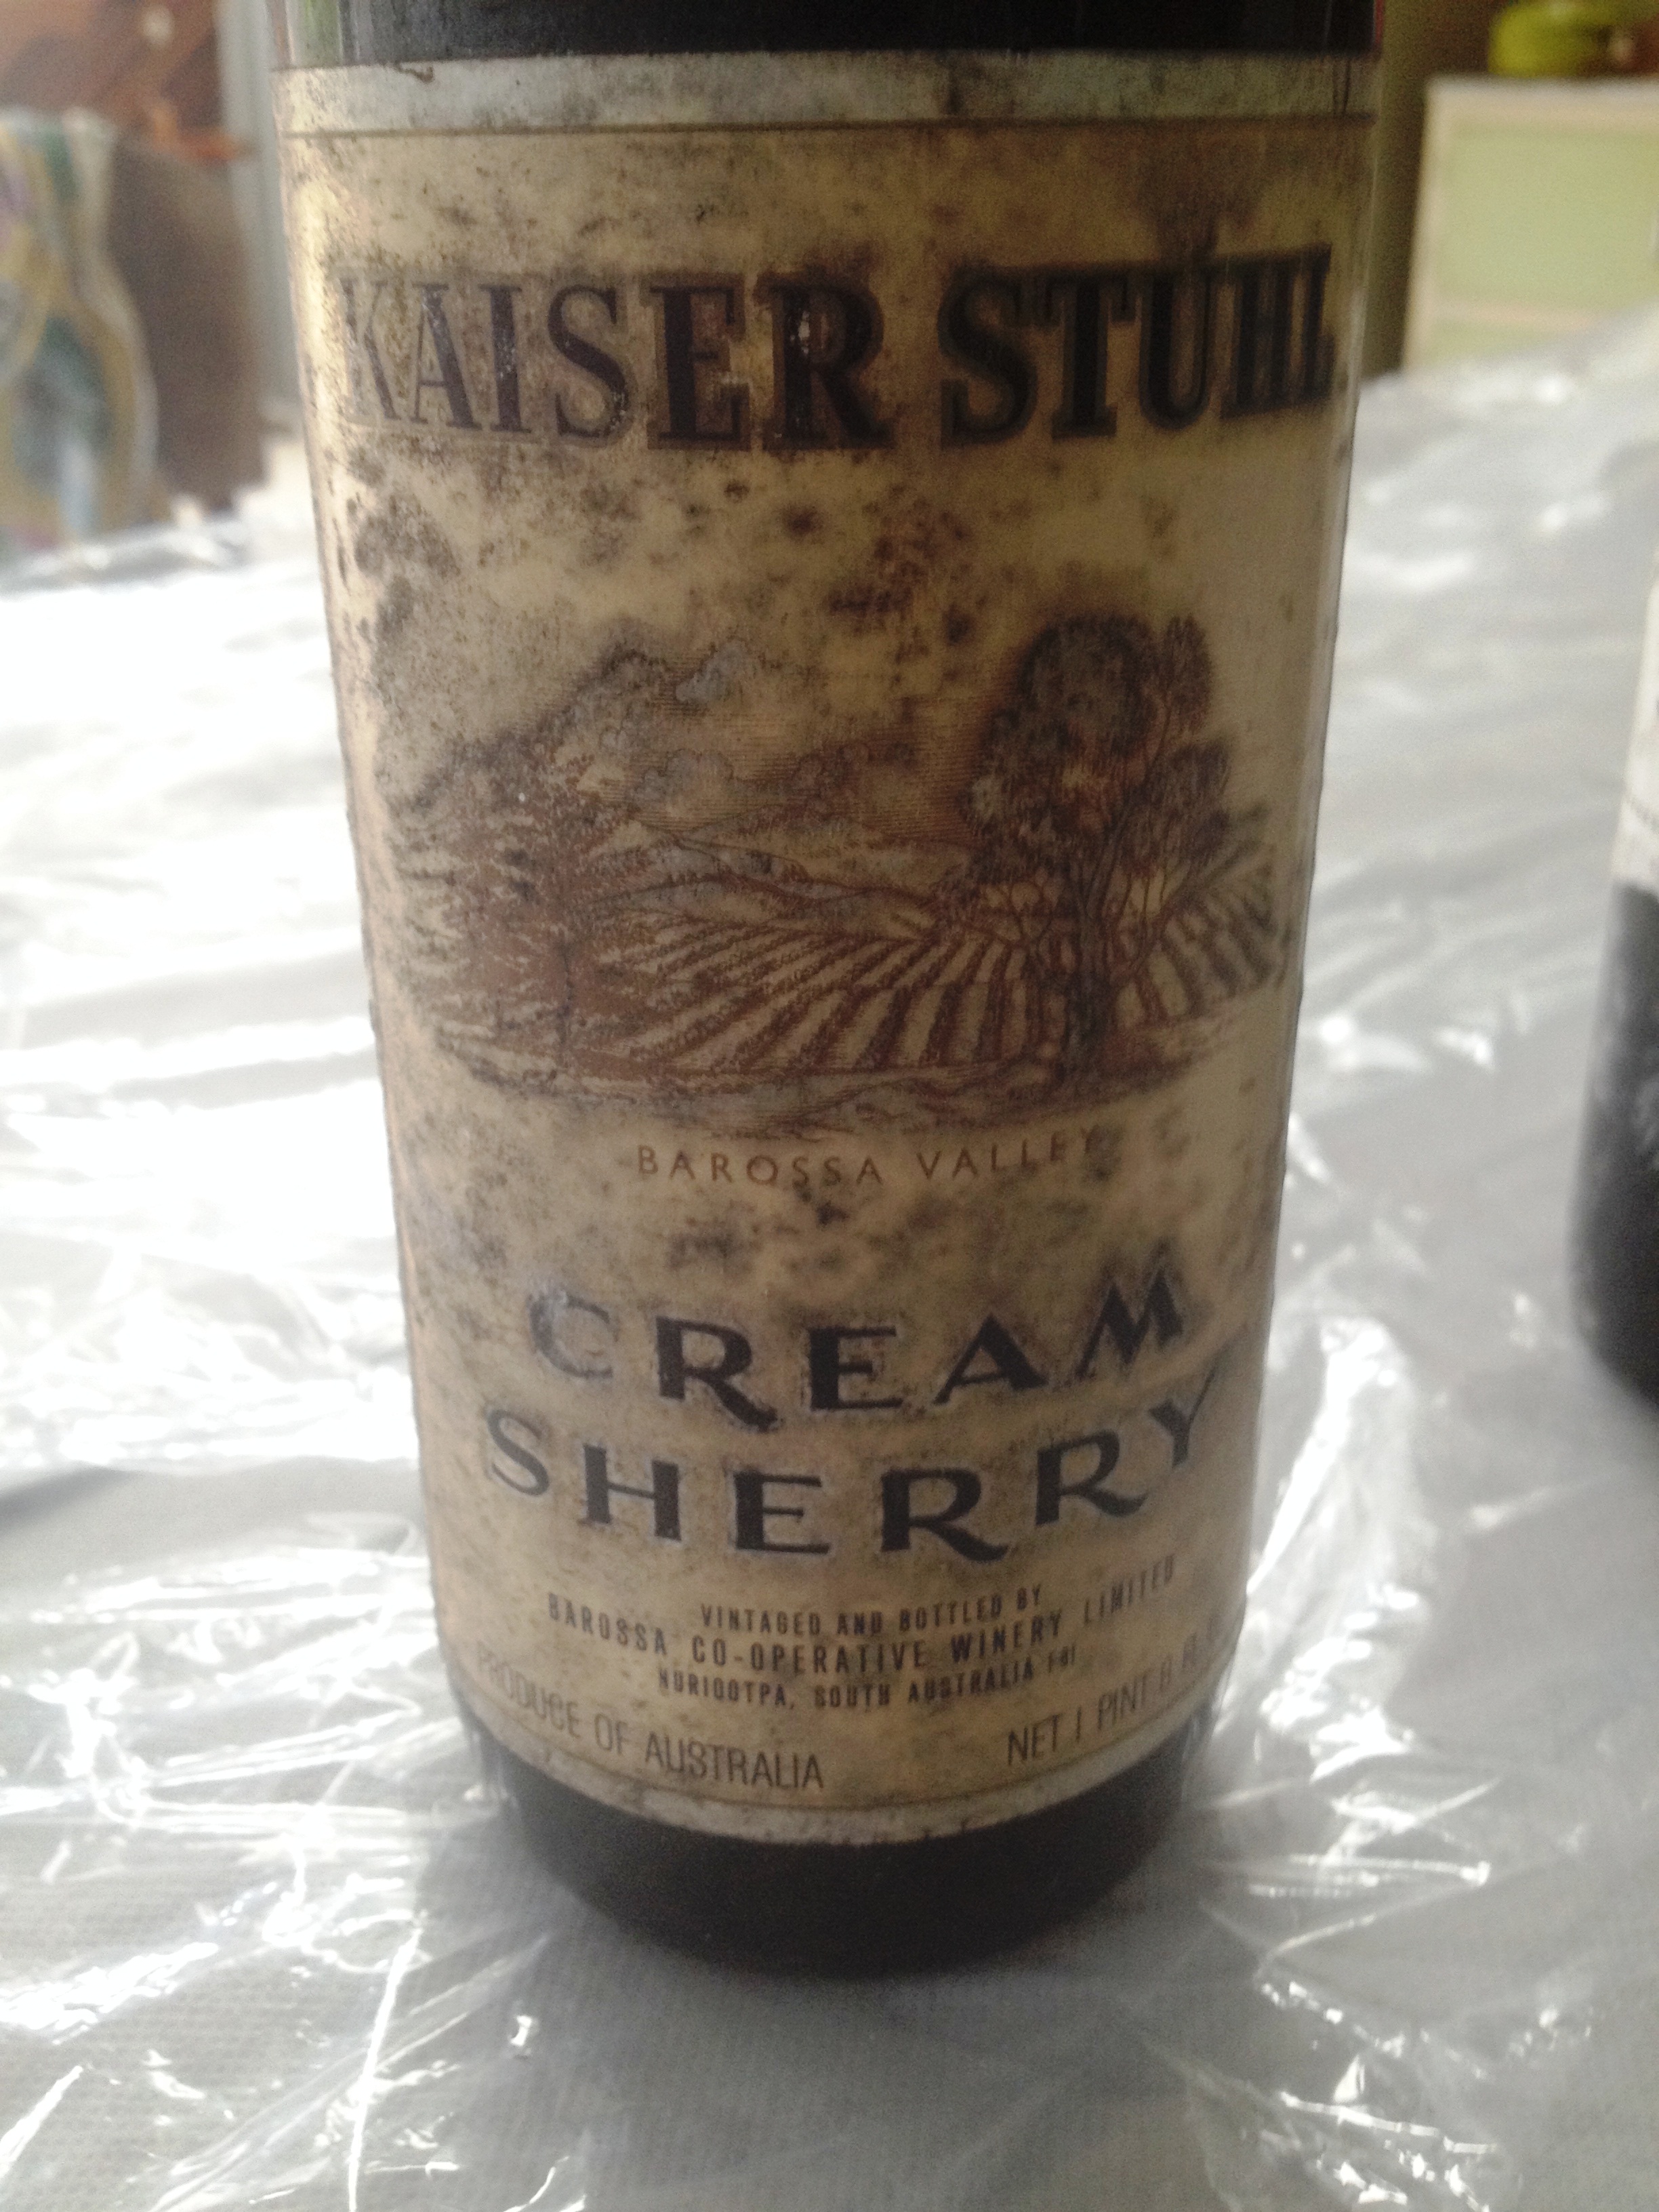 KAISER STUHL
BAROSSA VALLEY
CREAM
SHERRY
VINTAGED AND BOTTLED BY
BAROSSA CO-OPERATIVE WINERY LIMITED
NURIOOTPA, SOUTH AUSTRALIA
PRODUCE OF AUSTRALIA
NET 1 PINT